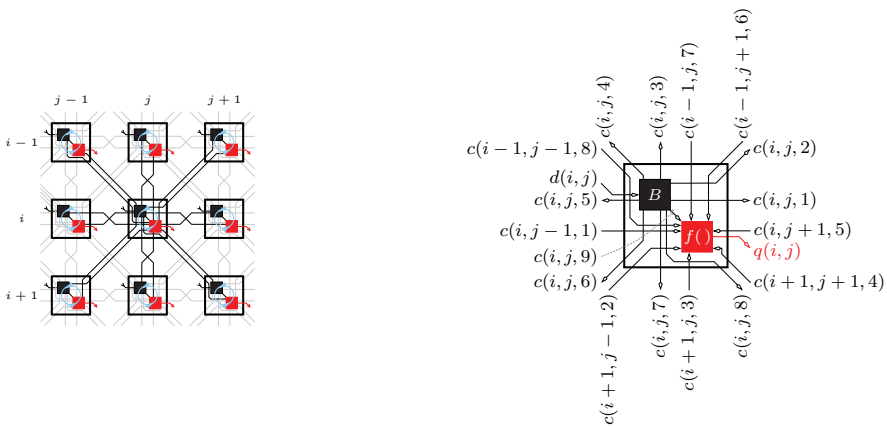 j − 1 j j + 1
i − 1
i
i + 1
c(i, j, 4)
c(i, j, 3)
c(i − 1, j, 7)
c(i − 1, j + 1, 6)
c(i − 1, j − 1, 8)
c(i, j, 2)
d(i, j)
B
c(i, j, 5)
c(i, j, 1)
c(i, j − 1, 1)
f()
c(i, j + 1, 5)
q(i, j)
c(i, j, 9)
c(i, j, 6)
c(i + 1, j + 1, 4)
c(i + 1, j − 1, 2)
c(i, j, 7)
c(i + 1, j, 3)
c(i, j, 8)